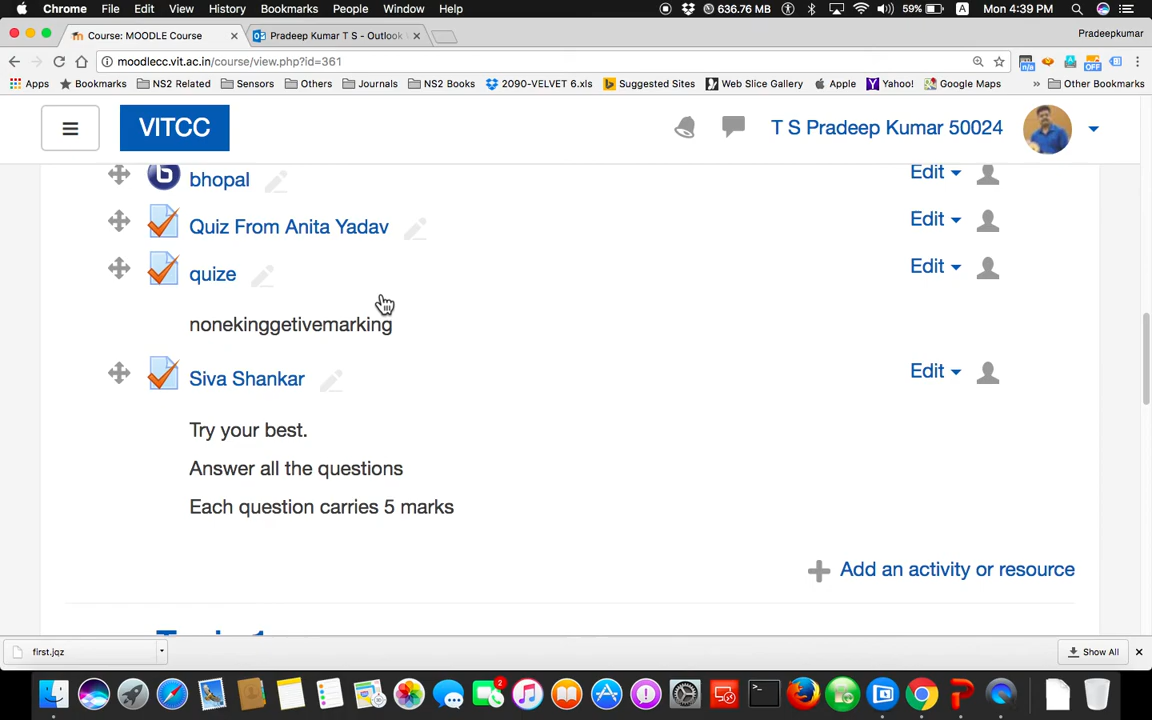 Chrome File Edit View History Bookmarks People Window Help 636.76 MB 59% A Mon 4:39 PM
Course: MOODLE Course Pradeep Kumar T S - Outlook Pradeepkumar
moodlecc.vit.ac.in/course/view.php?id=361 n/a OFF
Apps Bookmarks NS2 Related Sensors Others Journals NS2 Books 2090-VELVET 6.xls Suggested Sites Web Slice Gallery Apple Yahoo! Google Maps » Other Bookmarks
VITCC T S Pradeep Kumar 50024
b bhopal Edit
Quiz From Anita Yadav Edit
quize Edit
nonekinggetivemarking
Siva Shankar Edit
Try your best.
Answer all the questions
Each question carries 5 marks
Add an activity or resource
first.jqz Show All
2